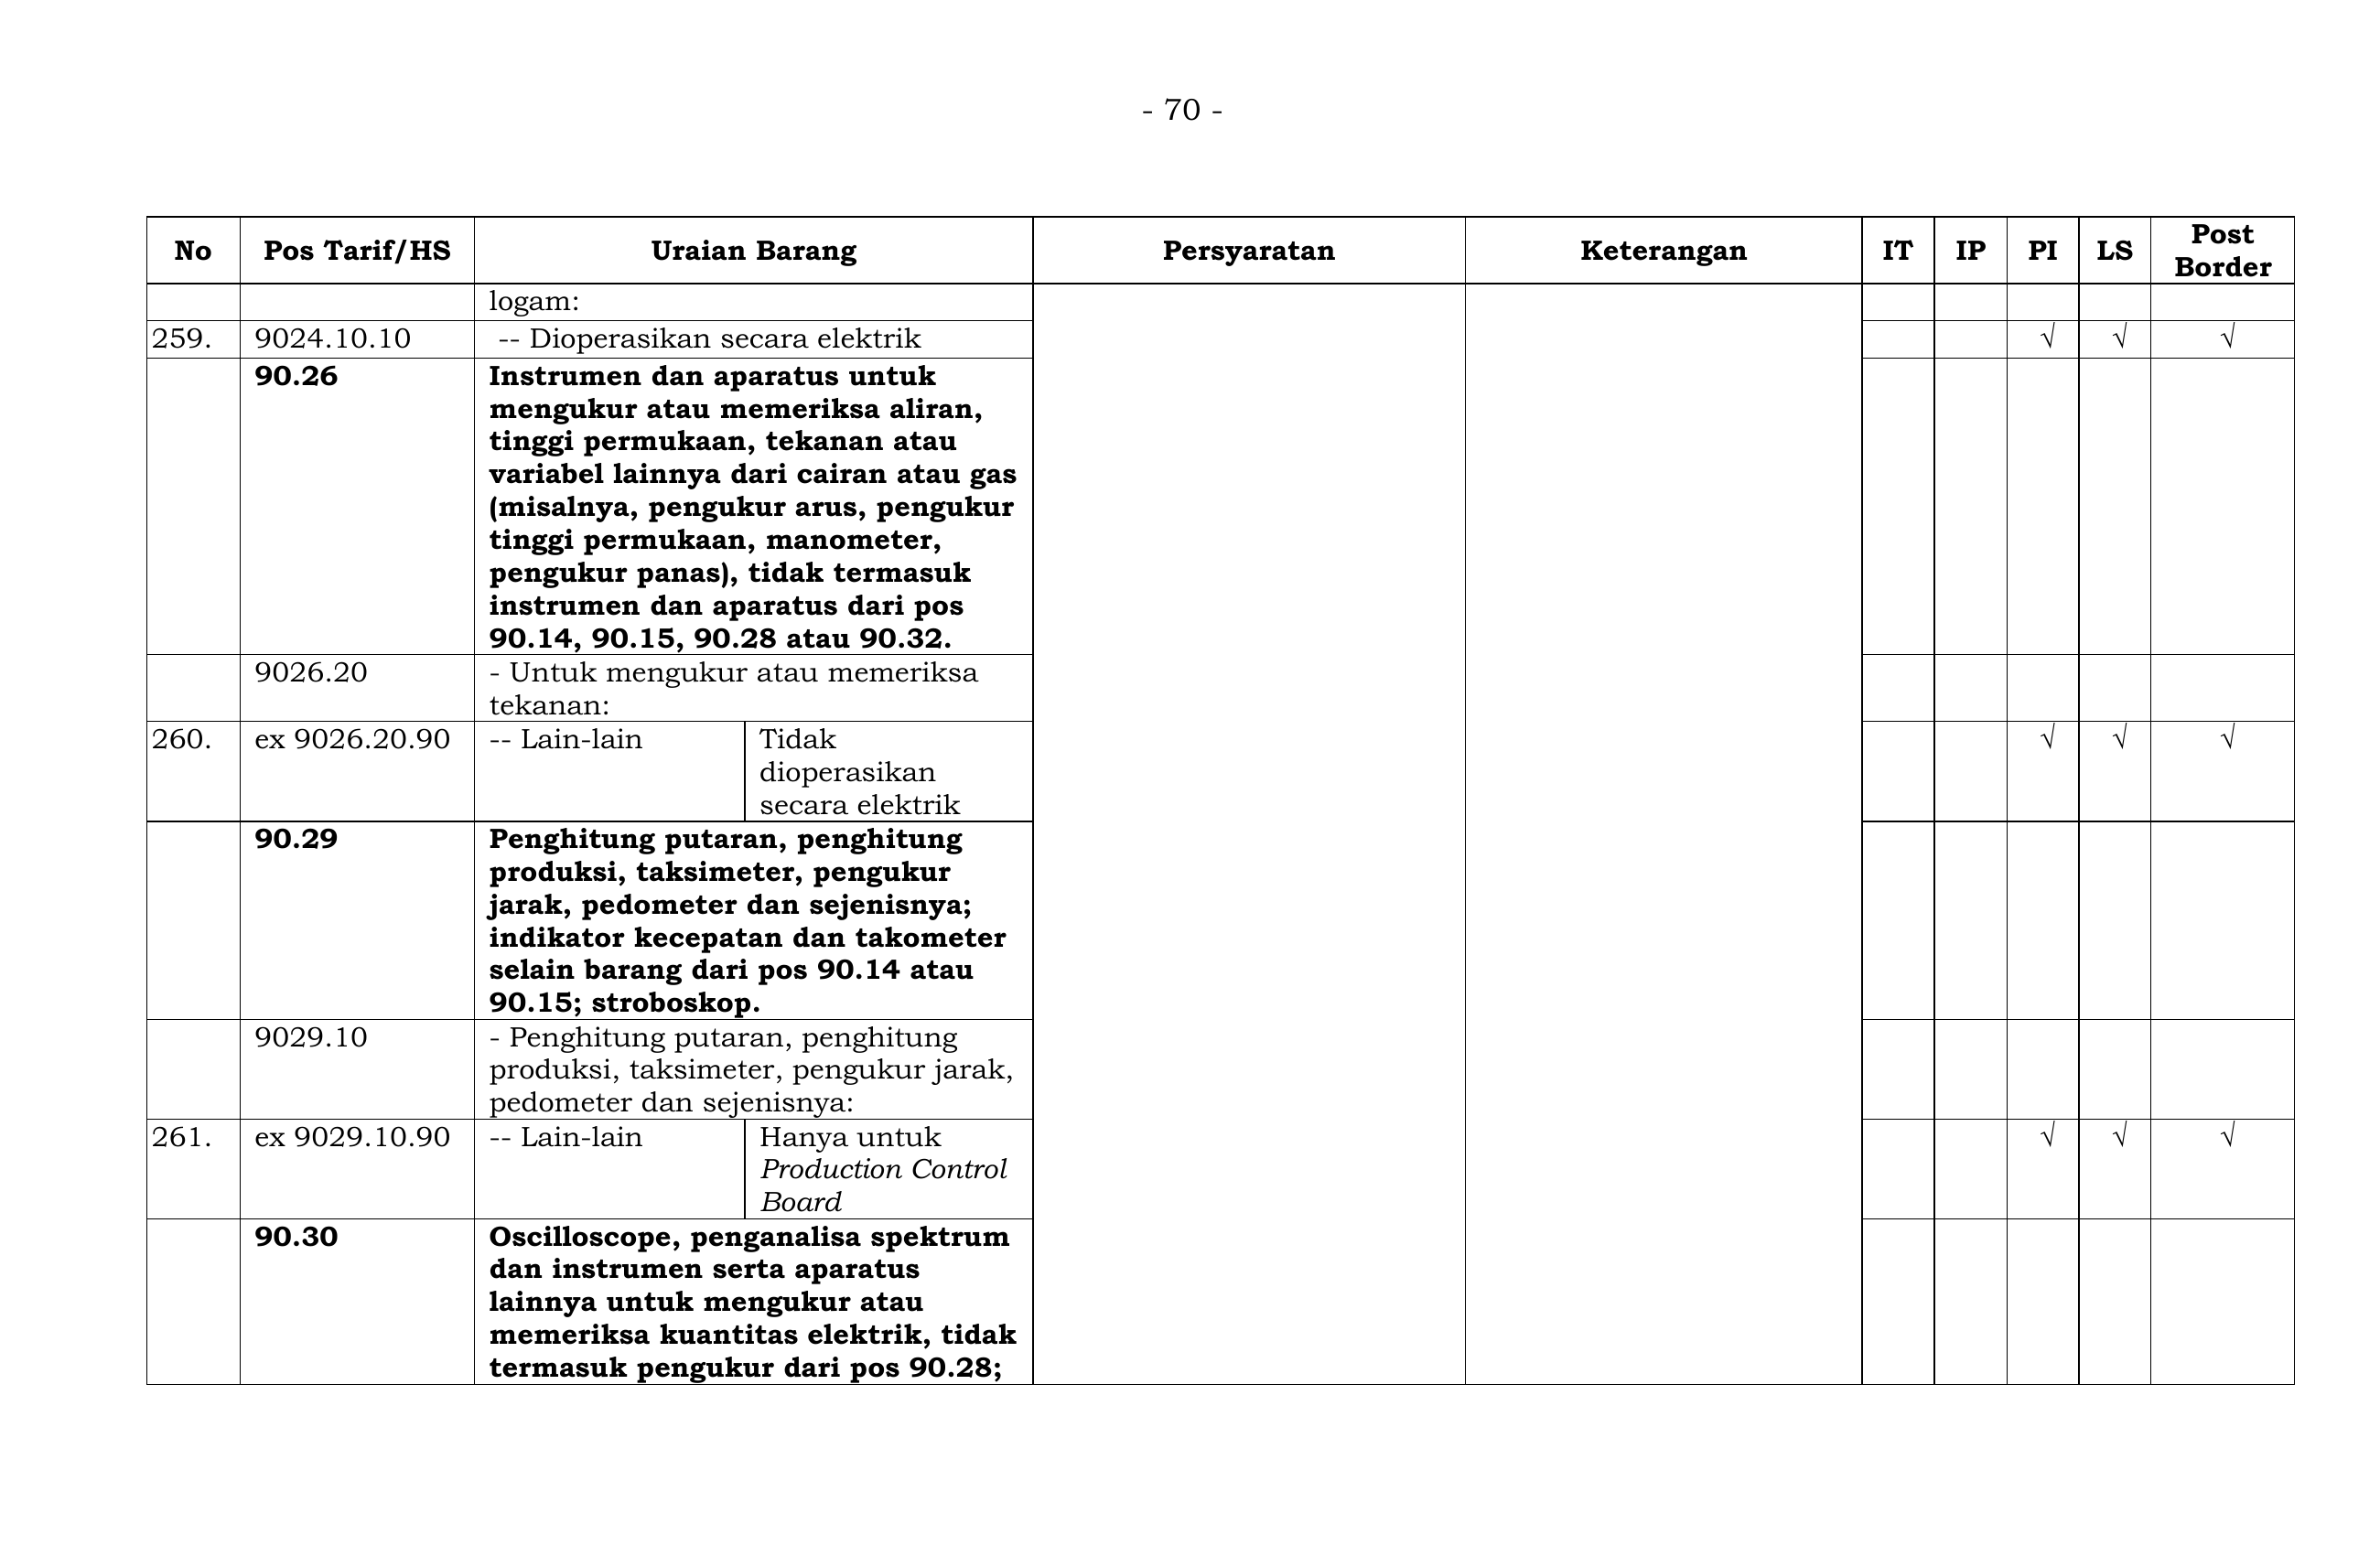 - 70 -
No Pos Tarif/HS Uraian Barang Persyaratan Keterangan IT IP PI LS Post Border
logam:
259. 9024.10.10 -- Dioperasikan secara elektrik √ √ √
90.26 Instrumen dan aparatus untuk
mengukur atau memeriksa aliran,
tinggi permukaan, tekanan atau
variabel lainnya dari cairan atau gas
(misalnya, pengukur arus, pengukur
tinggi permukaan, manometer,
pengukur panas), tidak termasuk
instrumen dan aparatus dari pos
90.14, 90.15, 90.28 atau 90.32.
9026.20 - Untuk mengukur atau memeriksa
tekanan:
260. ex 9026.20.90 -- Lain-lain Tidak √ √ √
dioperasikan
secara elektrik
90.29 Penghitung putaran, penghitung
produksi, taksimeter, pengukur
jarak, pedometer dan sejenisnya;
indikator kecepatan dan takometer
selain barang dari pos 90.14 atau
90.15; stroboskop.
9029.10 - Penghitung putaran, penghitung
produksi, taksimeter, pengukur jarak,
pedometer dan sejenisnya:
261. ex 9029.10.90 -- Lain-lain Hanya untuk √ √ √
Production Control
Board
90.30 Oscilloscope, penganalisa spektrum
dan instrumen serta aparatus
lainnya untuk mengukur atau
memeriksa kuantitas elektrik, tidak
termasuk pengukur dari pos 90.28;